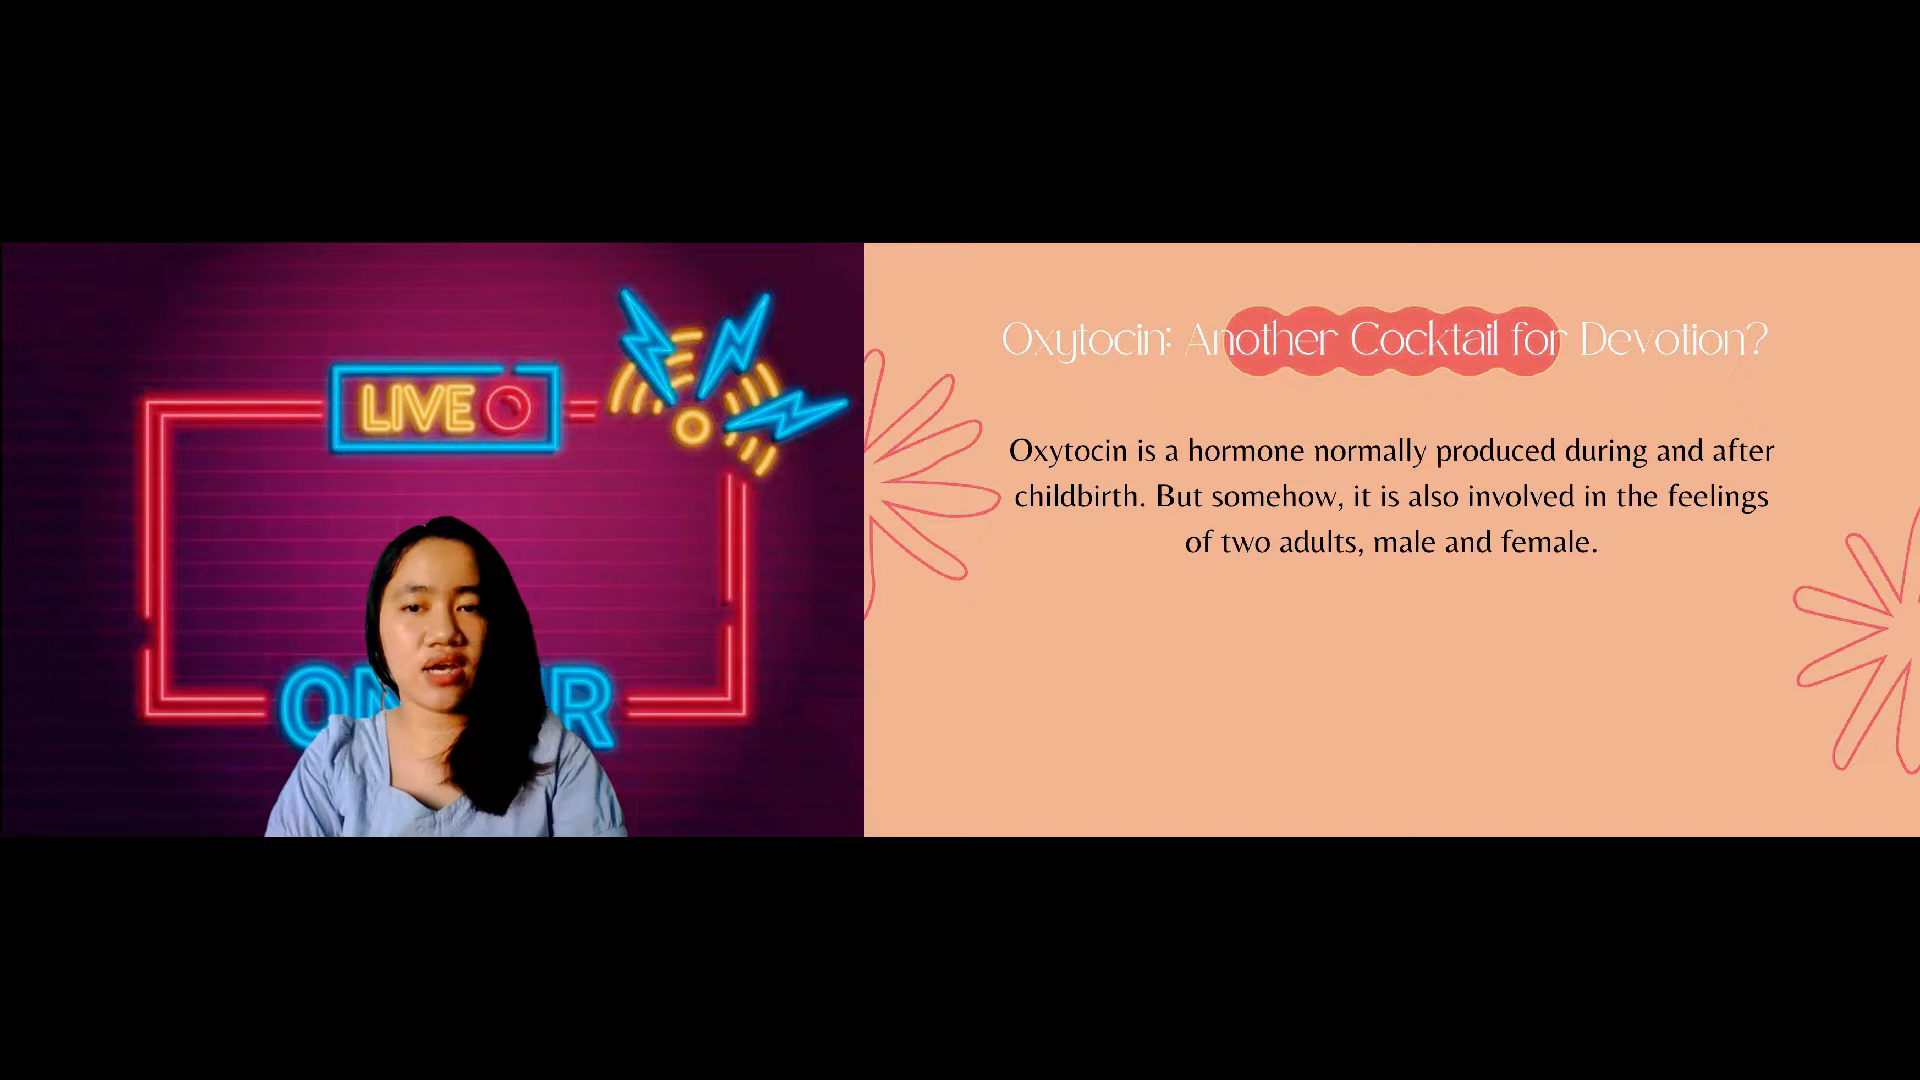 LIVE
ON
R
Oxytocin: Another Cocktail for Devotion?
Oxytocin is a hormone normally produced during and after
childbirth. But somehow, it is also involved in the feelings
of two adults, male and female.